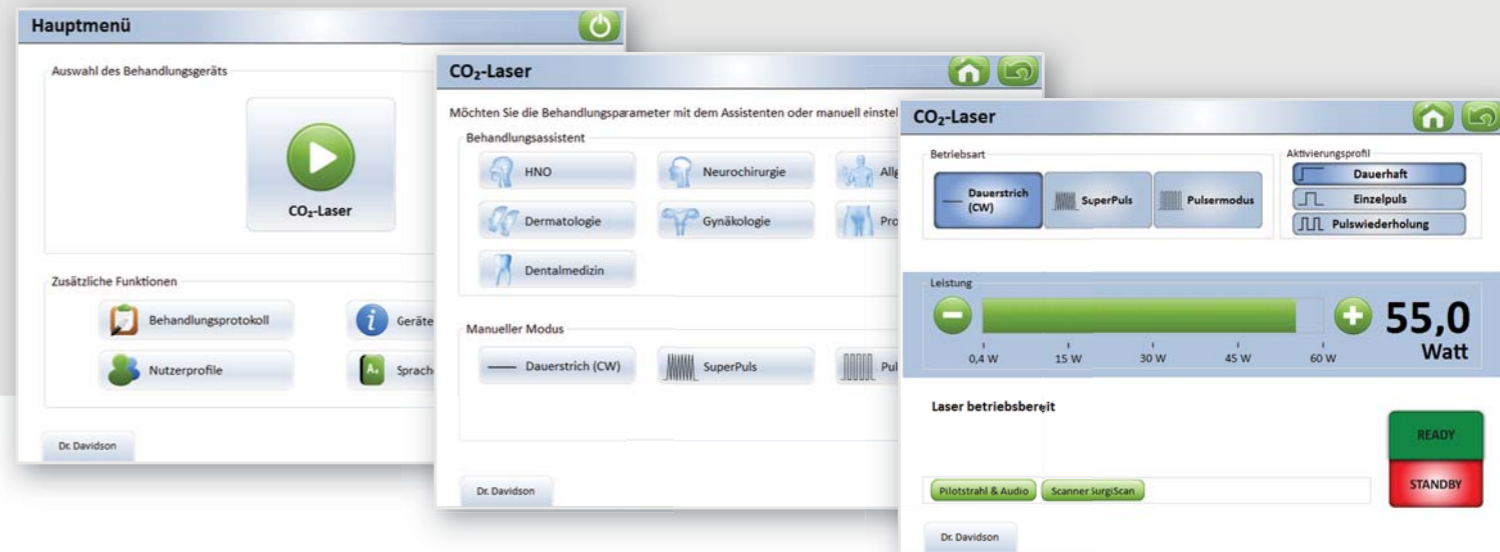 Hauptmenü
Auswahl des Behandlungsgeräts
CO₂-Laser
Zusätzliche Funktionen
Behandlungsprotokoll
Geräte
Nutzerprofile
Sprach
Dr. Davidson
CO₂-Laser
Möchten Sie die Behandlungsparameter mit dem Assistenten oder manuell einstel
Behandlungsassistent
HNO
Neurochirurgie
Allg
Dermatologie
Gynäkologie
Pro
Dentalmedizin
Manueller Modus
Dauerstrich (CW)
SuperPuls
Pul
Dr. Davidson
CO₂-Laser
Betriebsart
Dauerstrich
(CW)
SuperPuls
Pulsermodus
Aktivierungsprofil
Dauerhaft
Einzelpuls
Pulswiederholung
Leistung
0,4 W 15 W 30 W 45 W 60 W
55,0
Watt
Laser betriebsbereit
READY
STANDBY
Pilotstrahl & Audio
Scanner SurgiScan
Dr. Davidson